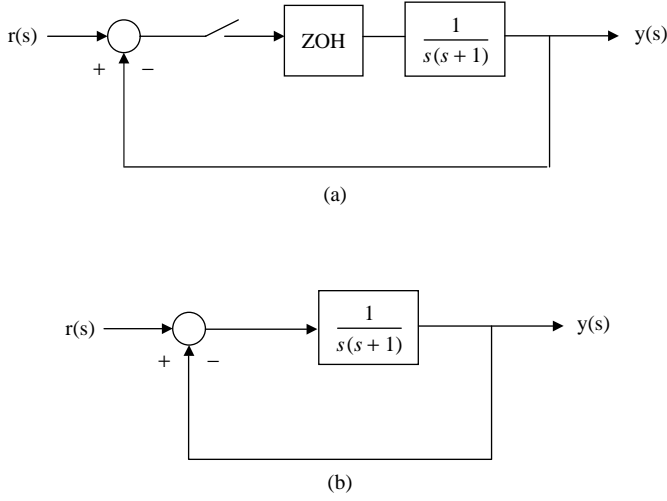 r(s)
+
−
ZOH
1
s(s + 1)
y(s)
(a)
r(s)
+
−
1
s(s + 1)
y(s)
(b)